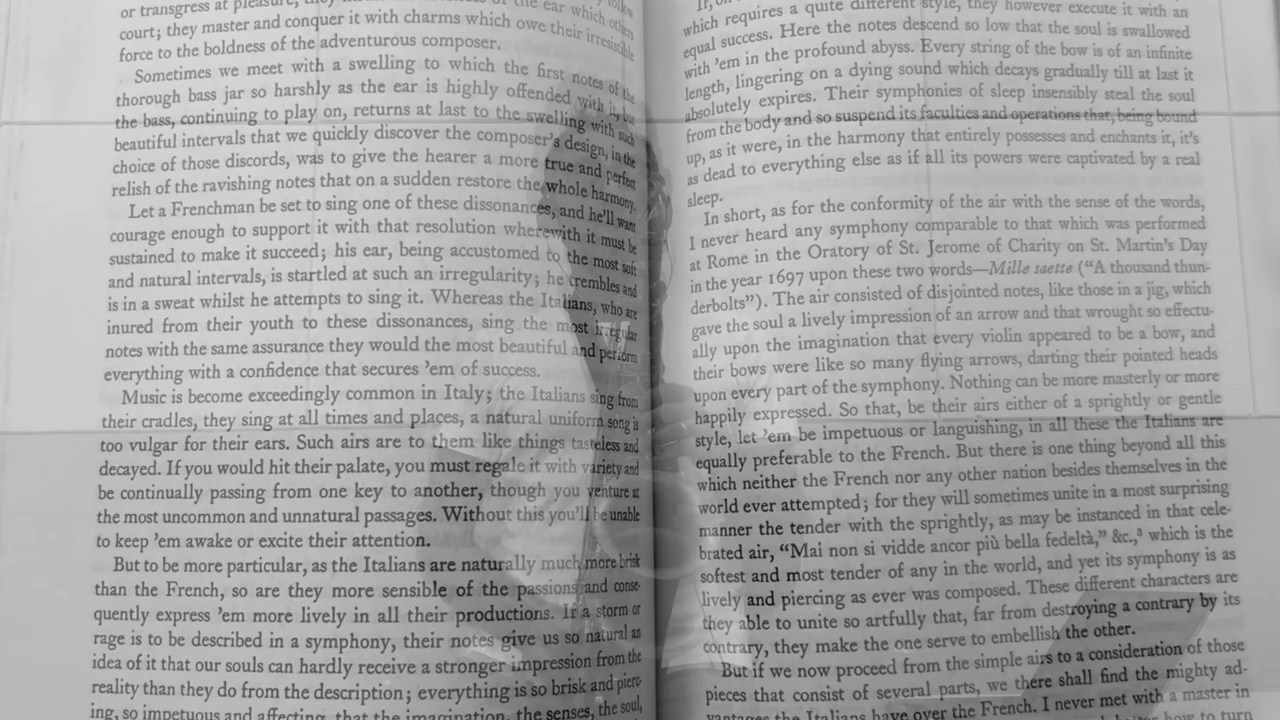 or transgress at pleasure, they
of the ear which often
court; they master and conquer it with charms which owe their irresistible
force to the boldness of the adventurous composer.
Sometimes we meet with a swelling to which the first notes of the
thorough bass jar so harshly as the ear is highly offended with it, but
the bass, continuing to play on, returns at last to the swelling with such
beautiful intervals that we quickly discover the composer's design, in the
choice of those discords, was to give the hearer a more true and perfect
relish of the ravishing notes that on a sudden restore the whole harmony.
Let a Frenchman be set to sing one of these dissonances, and he'll want
courage enough to support it with that resolution wherewith it must be
sustained to make it succeed; his ear, being accustomed to the most soft
and natural intervals, is startled at such an irregularity; he trembles and
is in a sweat whilst he attempts to sing it. Whereas the Italians, who are
inured from their youth to these dissonances, sing the most irregular
notes with the same assurance they would the most beautiful and perform
everything with a confidence that secures 'em of success.
Music is become exceedingly common in Italy; the Italians sing from
their cradles, they sing at all times and places, a natural uniform song is
too vulgar for their ears. Such airs are to them like things tasteless and
decayed. If you would hit their palate, you must regale it with variety and
be continually passing from one key to another, though you venture at
the most uncommon and unnatural passages. Without this you'll be unable
to keep 'em awake or excite their attention.
But to be more particular, as the Italians are naturally much more brisk
than the French, so are they more sensible of the passions and conse-
quently express 'em more lively in all their productions. If a storm or
rage is to be described in a symphony, their notes give us so natural an
idea of it that our souls can hardly receive a stronger impression from the
reality than they do from the description; everything is so brisk and pierc-
ing, so impetuous and affecting, that the imagination, the senses, the soul,
which requires a quite different style, they however execute it with an
equal success. Here the notes descend so low that the soul is swallowed
with 'em in the profound abyss. Every string of the bow is of an infinite
length, lingering on a dying sound which decays gradually till at last it
absolutely expires. Their symphonies of sleep insensibly steal the soul
from the body and so suspend its faculties and operations that, being bound
up, as it were, in the harmony that entirely possesses and enchants it, it's
as dead to everything else as if all its powers were captivated by a real
sleep.
In short, as for the conformity of the air with the sense of the words,
I never heard any symphony comparable to that which was performed
at Rome in the Oratory of St. Jerome of Charity on St. Martin's Day
in the year 1697 upon these two words—Mille saette ("A thousand thun-
derbolts"). The air consisted of disjointed notes, like those in a jig, which
gave the soul a lively impression of an arrow and that wrought so effectu-
ally upon the imagination that every violin appeared to be a bow, and
their bows were like so many flying arrows, darting their pointed heads
upon every part of the symphony. Nothing can be more masterly or more
happily expressed. So that, be their airs either of a sprightly or gentle
style, let 'em be impetuous or languishing, in all these the Italians are
equally preferable to the French. But there is one thing beyond all this
which neither the French nor any other nation besides themselves in the
world ever attempted; for they will sometimes unite in a most surprising
manner the tender with the sprightly, as may be instanced in that cele-
brated air, "Mai non si vidde ancor più bella fedeltà," &c.,³ which is the
softest and most tender of any in the world, and yet its symphony is as
lively and piercing as ever was composed. These different characters are
they able to unite so artfully that, far from destroying a contrary by its
contrary, they make the one serve to embellish the other.
But if we now proceed from the simple airs to a consideration of those
pieces that consist of several parts, we there shall find the mighty ad-
vantages the Italians have over the French. I never met with a master in
how to turn